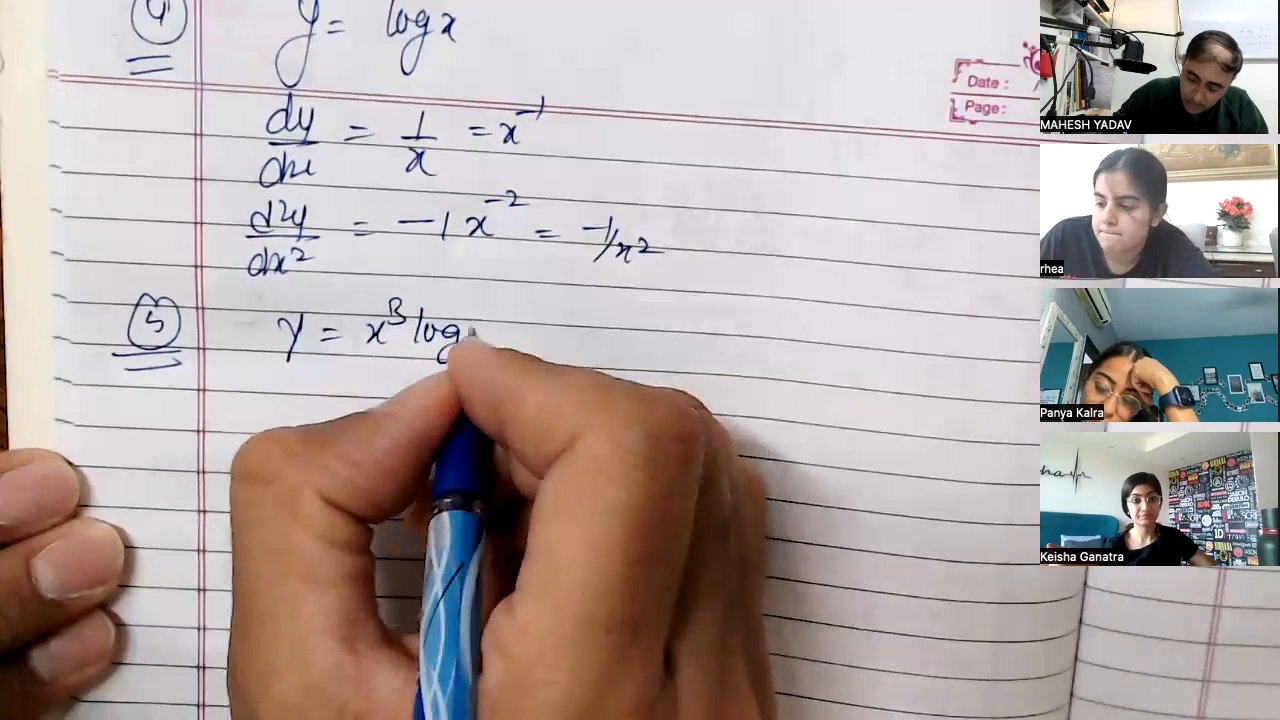 4 y = log x
Date :
Page:
dy/dx = 1/x = x^-1
d²y/dx² = -1 x^-2 = -1/x²
5 y = x³ log
MAHESH YADAV
rhea
Panya Kalra
Keisha Ganatra